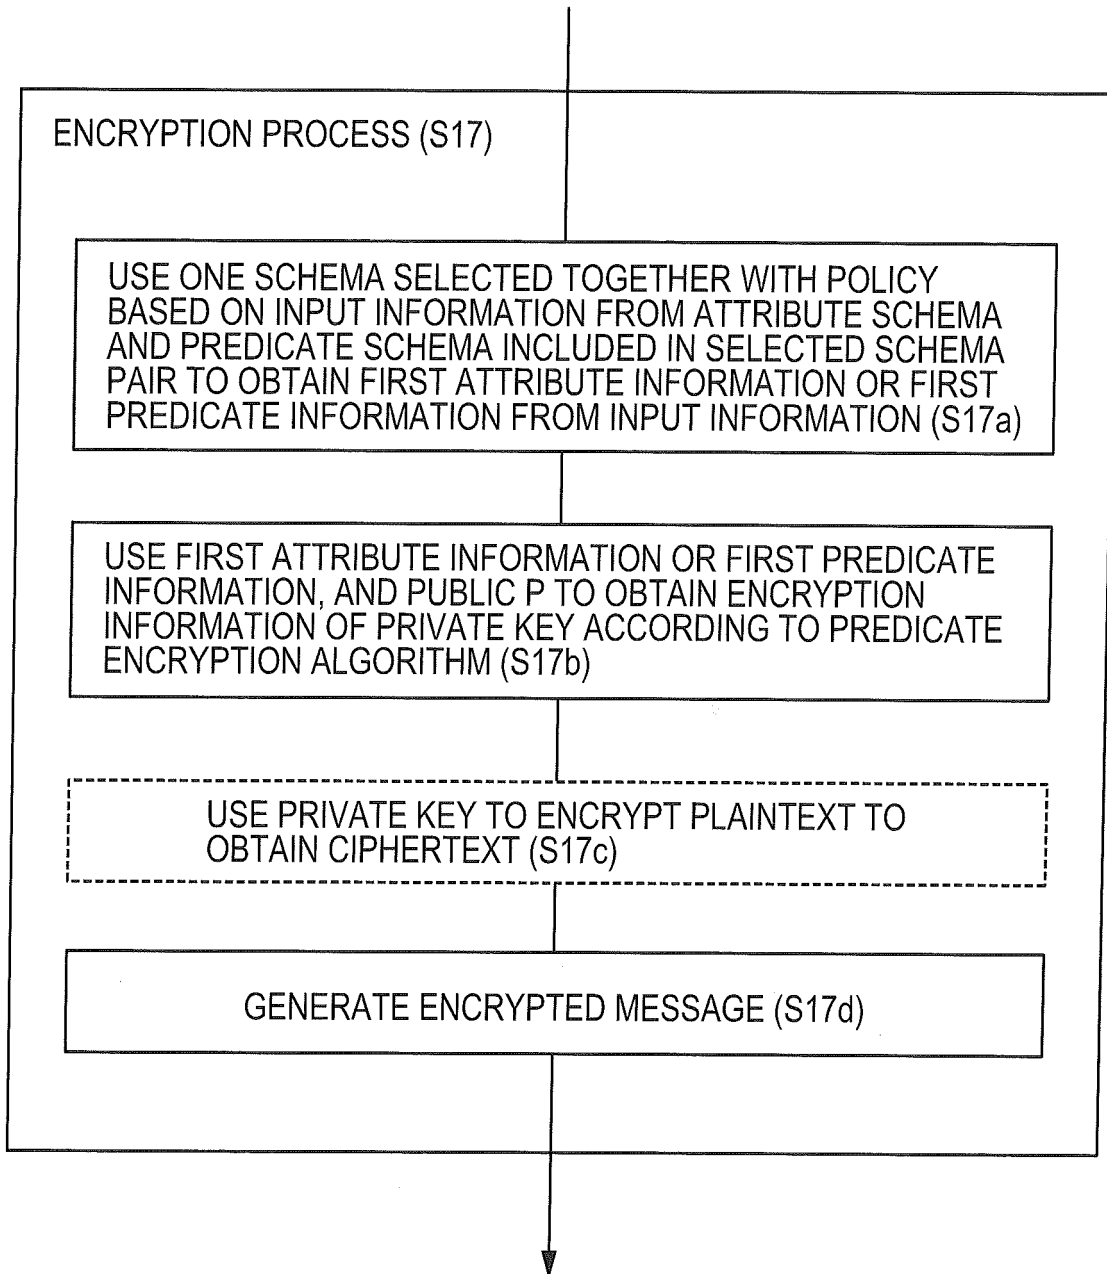 ENCRYPTION PROCESS (S17)
USE ONE SCHEMA SELECTED TOGETHER WITH POLICY
BASED ON INPUT INFORMATION FROM ATTRIBUTE SCHEMA
AND PREDICATE SCHEMA INCLUDED IN SELECTED SCHEMA
PAIR TO OBTAIN FIRST ATTRIBUTE INFORMATION OR FIRST
PREDICATE INFORMATION FROM INPUT INFORMATION (S17a)
USE FIRST ATTRIBUTE INFORMATION OR FIRST PREDICATE
INFORMATION, AND PUBLIC P TO OBTAIN ENCRYPTION
INFORMATION OF PRIVATE KEY ACCORDING TO PREDICATE
ENCRYPTION ALGORITHM (S17b)
USE PRIVATE KEY TO ENCRYPT PLAINTEXT TO
OBTAIN CIPHERTEXT (S17c)
GENERATE ENCRYPTED MESSAGE (S17d)